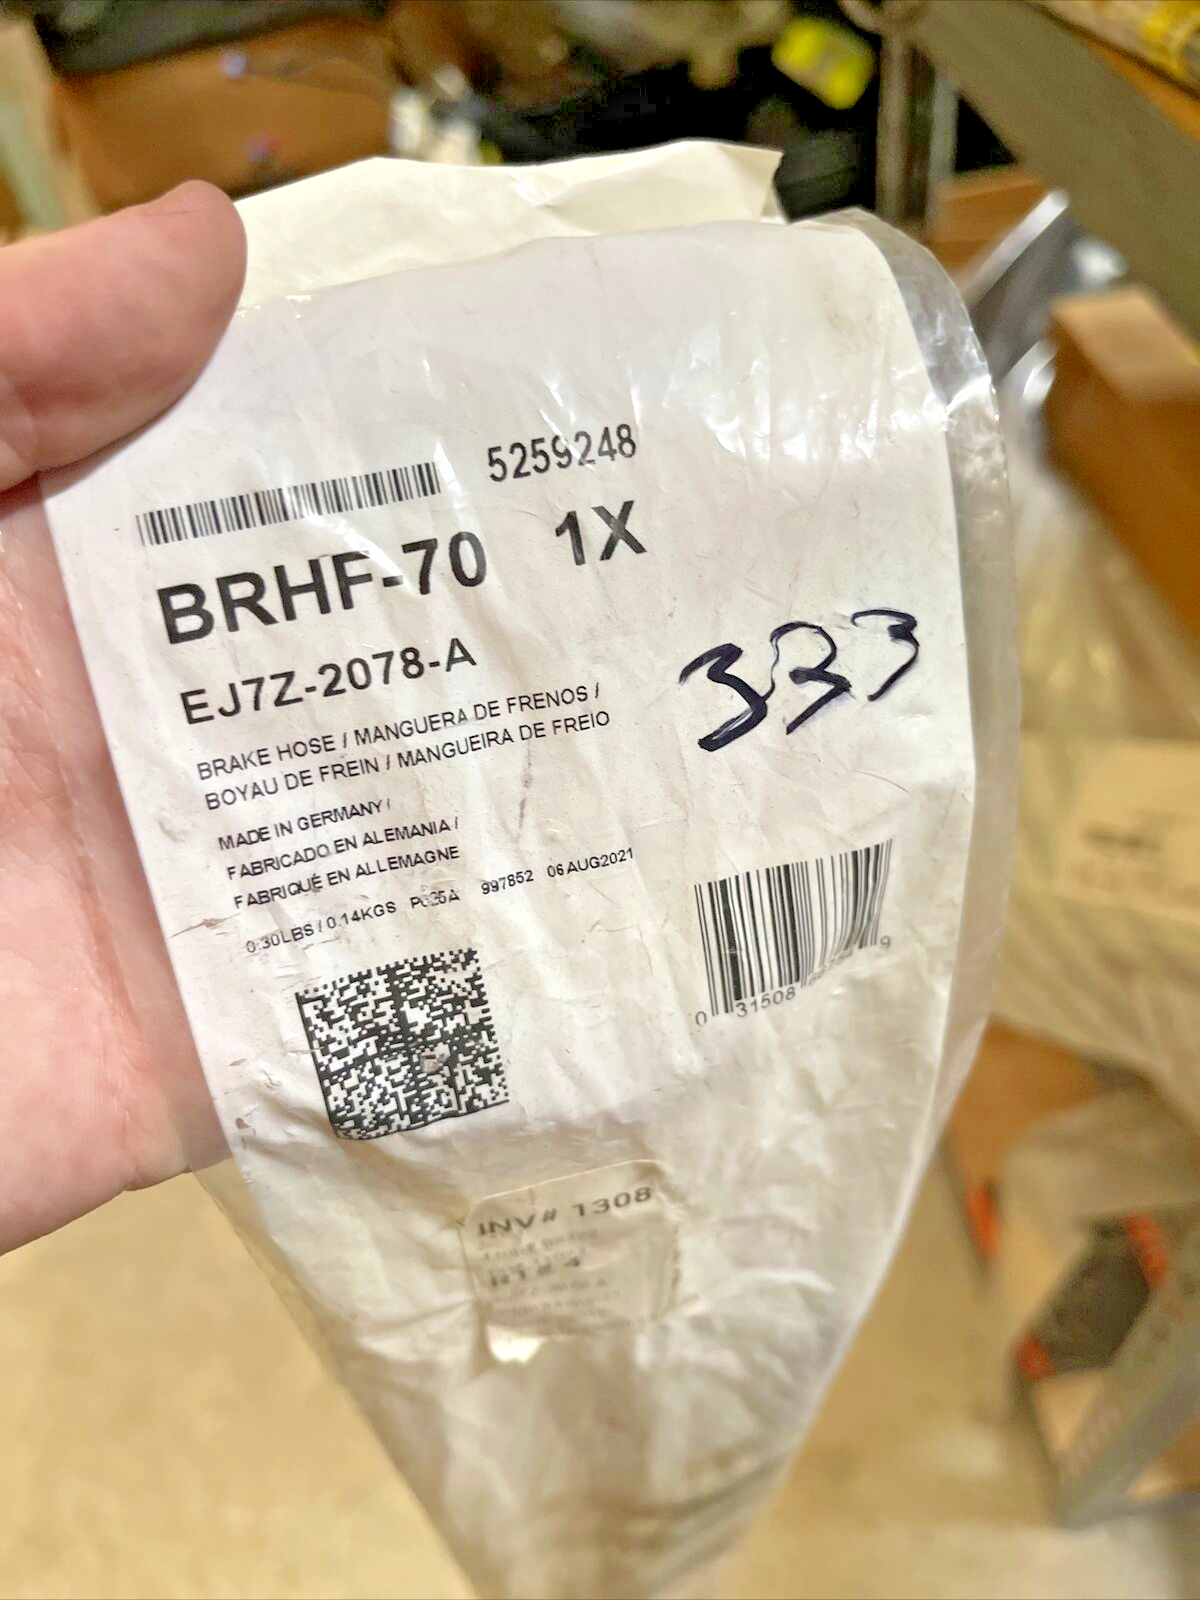 5259248
BRHF-70 1X
EJ7Z-2078-A
333
BRAKE HOSE / MANGUERA DE FRENOS /
BOYAU DE FREIN / MANGUEIRA DE FREIO
MADE IN GERMANY /
FABRICADO EN ALEMANIA /
FABRIQUÉ EN ALLEMAGNE
0.30LBS / 0.14KGS 997852 06AUG2021
0 31508 9
INV# 1308